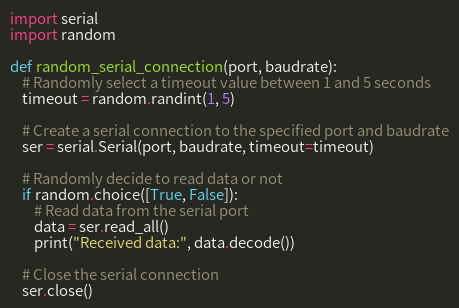 import serial
import random

def random_serial_connection(port, baudrate):
    # Randomly select a timeout value between 1 and 5 seconds
    timeout = random.randint(1, 5)

    # Create a serial connection to the specified port and baudrate
    ser = serial.Serial(port, baudrate, timeout=timeout)

    # Randomly decide to read data or not
    if random.choice([True, False]):
        # Read data from the serial port
        data = ser.read_all()
        print("Received data:", data.decode())

    # Close the serial connection
    ser.close()